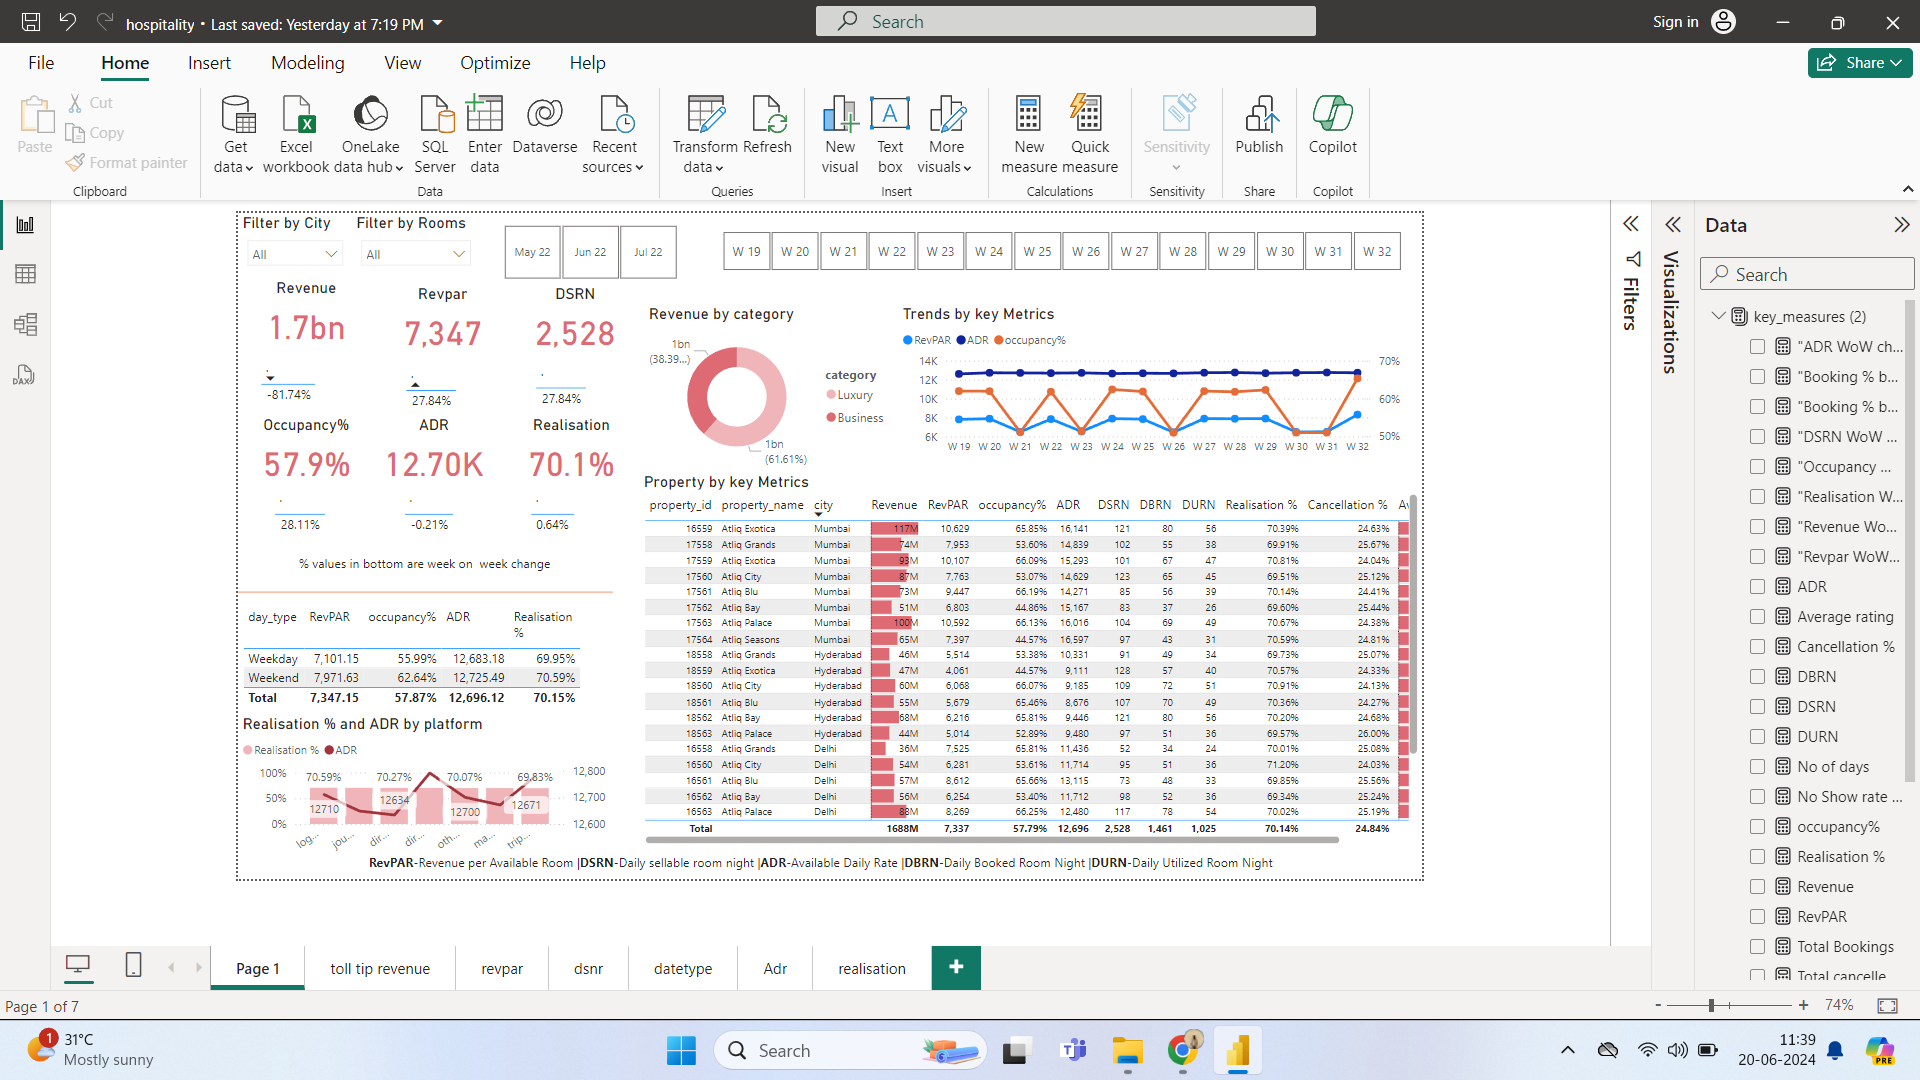 hospitality • Last saved: Yesterday at 7:19 PM
Search
Sign in
File Home Insert Modeling View Optimize Help
Share
Paste
Cut
Copy
Format painter
Clipboard
Get data
Excel workbook
OneLake data hub
SQL Server
Enter data
Dataverse
Recent sources
Data
Transform data
Refresh
Queries
New visual
Text box
More visuals
Insert
New measure
Quick measure
Calculations
Sensitivity
Sensitivity
Publish
Share
Copilot
Copilot
Filter by City
All
Filter by Rooms
All
May 22 Jun 22 Jul 22
W 19 W 20 W 21 W 22 W 23 W 24 W 25 W 26 W 27 W 28 W 29 W 30 W 31 W 32
Revenue
1.7bn
-81.74%
Revpar
7,347
27.84%
DSRN
2,528
27.84%
Occupancy%
57.9%
28.11%
ADR
12.70K
-0.21%
Realisation
70.1%
0.64%
% values in bottom are week on week change
Revenue by category
1bn
(38.39...)
1bn
(61.61%)
category
Luxury
Business
Trends by key Metrics
RevPAR ADR occupancy%
14K
12K
10K
8K
6K
70%
60%
50%
W 19 W 20 W 21 W 22 W 23 W 24 W 25 W 26 W 27 W 28 W 29 W 30 W 31 W 32
day_type RevPAR occupancy% ADR Realisation %
Weekday 7,101.15 55.99% 12,683.18 69.95%
Weekend 7,971.63 62.64% 12,725.49 70.59%
Total 7,347.15 57.87% 12,696.12 70.15%
Realisation % and ADR by platform
Realisation % ADR
100%
50%
0%
70.59% 70.27% 70.07% 69.83%
12710 12634 12700 12671
12,800
12,700
12,600
log... jou... dir... dir... oth... ma... trip...
Property by key Metrics
property_id property_name city Revenue RevPAR occupancy% ADR DSRN DBRN DURN Realisation % Cancellation % Av
16559 Atliq Exotica Mumbai 117M 10,629 65.85% 16,141 121 80 56 70.39% 24.63%
17558 Atliq Grands Mumbai 74M 7,953 53.60% 14,839 102 55 38 69.91% 25.67%
17559 Atliq Exotica Mumbai 93M 10,107 66.09% 15,293 101 67 47 70.81% 24.04%
17560 Atliq City Mumbai 87M 7,763 53.07% 14,629 123 65 45 69.51% 25.12%
17561 Atliq Blu Mumbai 73M 9,447 66.19% 14,271 85 56 39 70.14% 24.41%
17562 Atliq Bay Mumbai 51M 6,803 44.86% 15,167 83 37 26 69.60% 25.44%
17563 Atliq Palace Mumbai 100M 10,592 66.13% 16,016 104 69 49 70.67% 24.38%
17564 Atliq Seasons Mumbai 65M 7,397 44.57% 16,597 97 43 31 70.59% 24.81%
18558 Atliq Grands Hyderabad 46M 5,514 53.38% 10,331 91 49 34 69.73% 25.07%
18559 Atliq Exotica Hyderabad 47M 4,061 44.57% 9,111 128 57 40 70.57% 24.33%
18560 Atliq City Hyderabad 60M 6,068 66.07% 9,185 109 72 51 70.91% 24.13%
18561 Atliq Blu Hyderabad 55M 5,679 65.46% 8,676 107 70 49 70.36% 24.27%
18562 Atliq Bay Hyderabad 68M 6,216 65.81% 9,446 121 80 56 70.20% 24.68%
18563 Atliq Palace Hyderabad 44M 5,014 52.89% 9,480 97 51 36 69.57% 26.00%
16558 Atliq Grands Delhi 36M 7,525 65.81% 11,436 52 34 24 70.01% 25.08%
16560 Atliq City Delhi 54M 6,281 53.61% 11,714 95 51 36 71.20% 24.03%
16561 Atliq Blu Delhi 57M 8,612 65.66% 13,115 73 48 33 69.85% 25.56%
16562 Atliq Bay Delhi 56M 6,254 53.40% 11,712 98 52 36 69.34% 25.24%
16563 Atliq Palace Delhi 88M 8,269 66.25% 12,480 117 78 54 70.02% 25.19%
Total 1688M 7,337 57.79% 12,696 2,528 1,461 1,025 70.14% 24.84%
RevPAR-Revenue per Available Room |DSRN-Daily sellable room night |ADR-Available Daily Rate |DBRN-Daily Booked Room Night |DURN-Daily Utilized Room Night
Filters
Visualizations
Data
Search
key_measures (2)
"ADR WoW ch...
"Booking % b...
"Booking % b...
"DSRN WoW ...
"Occupancy ...
"Realisation W...
"Revenue Wo...
"Revpar WoW...
ADR
Average rating
Cancellation %
DBRN
DSRN
DURN
No of days
No Show rate ...
occupancy%
Realisation %
Revenue
RevPAR
Total Bookings
Total cancelle
Page 1 toll tip revenue revpar dsnr datetype Adr realisation +
Page 1 of 7
- + 74%
1
31°C
Mostly sunny
Search
11:39
20-06-2024
PRE